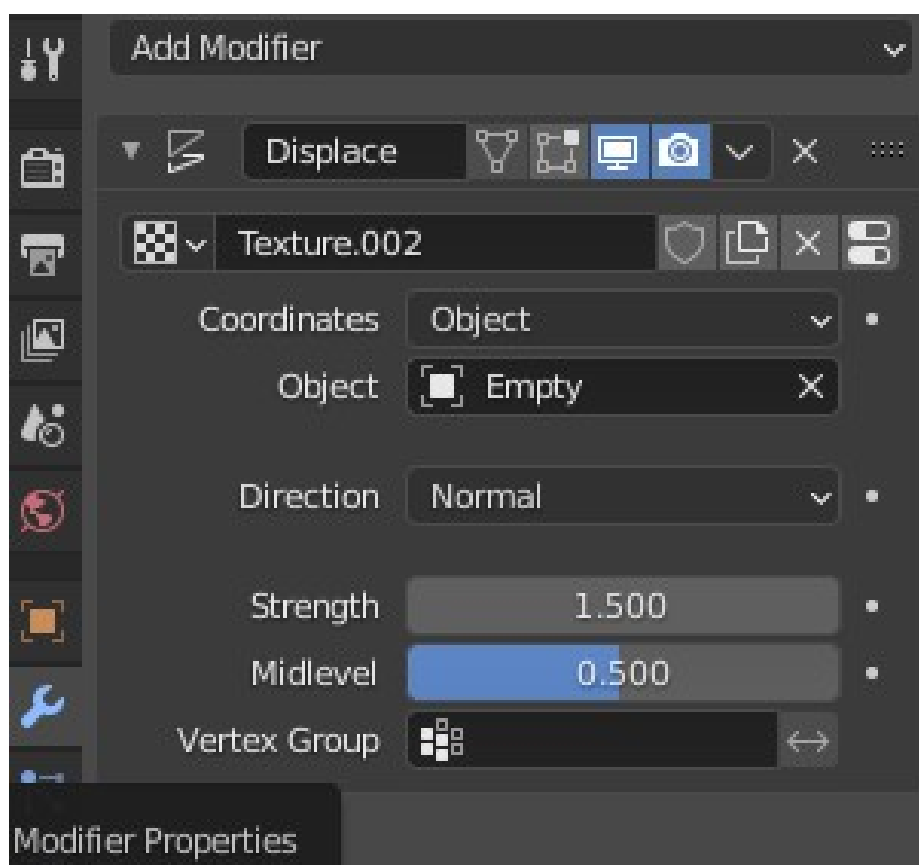 Add Modifier
Displace
Texture.002
Coordinates Object
Object Empty
Direction Normal
Strength 1.500
Midlevel 0.500
Vertex Group
Modifier Properties